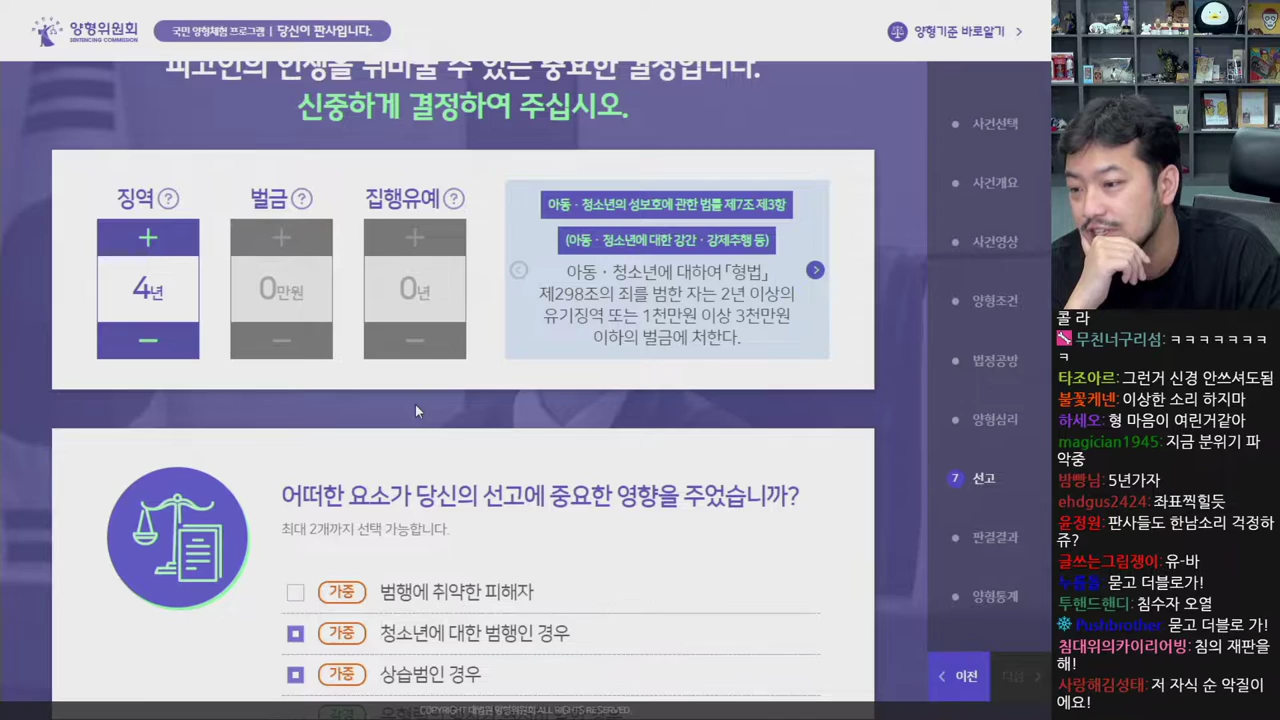 양형위원회
SENTENCING COMMISSION
국민 양형체험 프로그램 | 당신이 판사입니다.
양형기준 바로알기
피고인의 인생을 뒤바꿀 수 있는 중요한 결정입니다.
신중하게 결정하여 주십시오.
징역 ?
벌금 ?
집행유예 ?
+
+
+
4년
0만원
0년
−
−
−
아동·청소년의 성보호에 관한 법률 제7조 제3항
(아동·청소년에 대한 강간·강제추행 등)
아동·청소년에 대하여 「형법」
제298조의 죄를 범한 자는 2년 이상의
유기징역 또는 1천만원 이상 3천만원
이하의 벌금에 처한다.
어떠한 요소가 당신의 선고에 중요한 영향을 주었습니까?
최대 2개까지 선택 가능합니다.
가중 범행에 취약한 피해자
가중 청소년에 대한 범행인 경우
가중 상습범인 경우
COPYRIGHT 대법원 양형위원회 ALL RIGHTS RESERVED.
사건선택
사건개요
사건영상
양형조건
법정공방
양형심리
7 선고
판결결과
양형통계
이전
다음
콜 라
무친너구리섬: ㅋㅋㅋㅋㅋㅋㅋ
ㅋ
타조아르: 그런거 신경 안쓰셔도됨
불꽃케넨: 이상한 소리 하지마
하세오: 형 마음이 여린거같아
magician1945: 지금 분위기 파
악중
밤빵님: 5년가자
ehdgus2424: 좌표찍힐듯
윤정원: 판사들도 한남소리 걱정하
쥬?
글쓰는그림쟁이: 유-바
묻고 더블로가!
투핸드핸디: 침수자 오열
Pushbrother: 묻고 더블로 가!
침대위의카이리어빙: 침의 재판을
해!
사랑해김성태: 저 자식 순 악질이
에요!